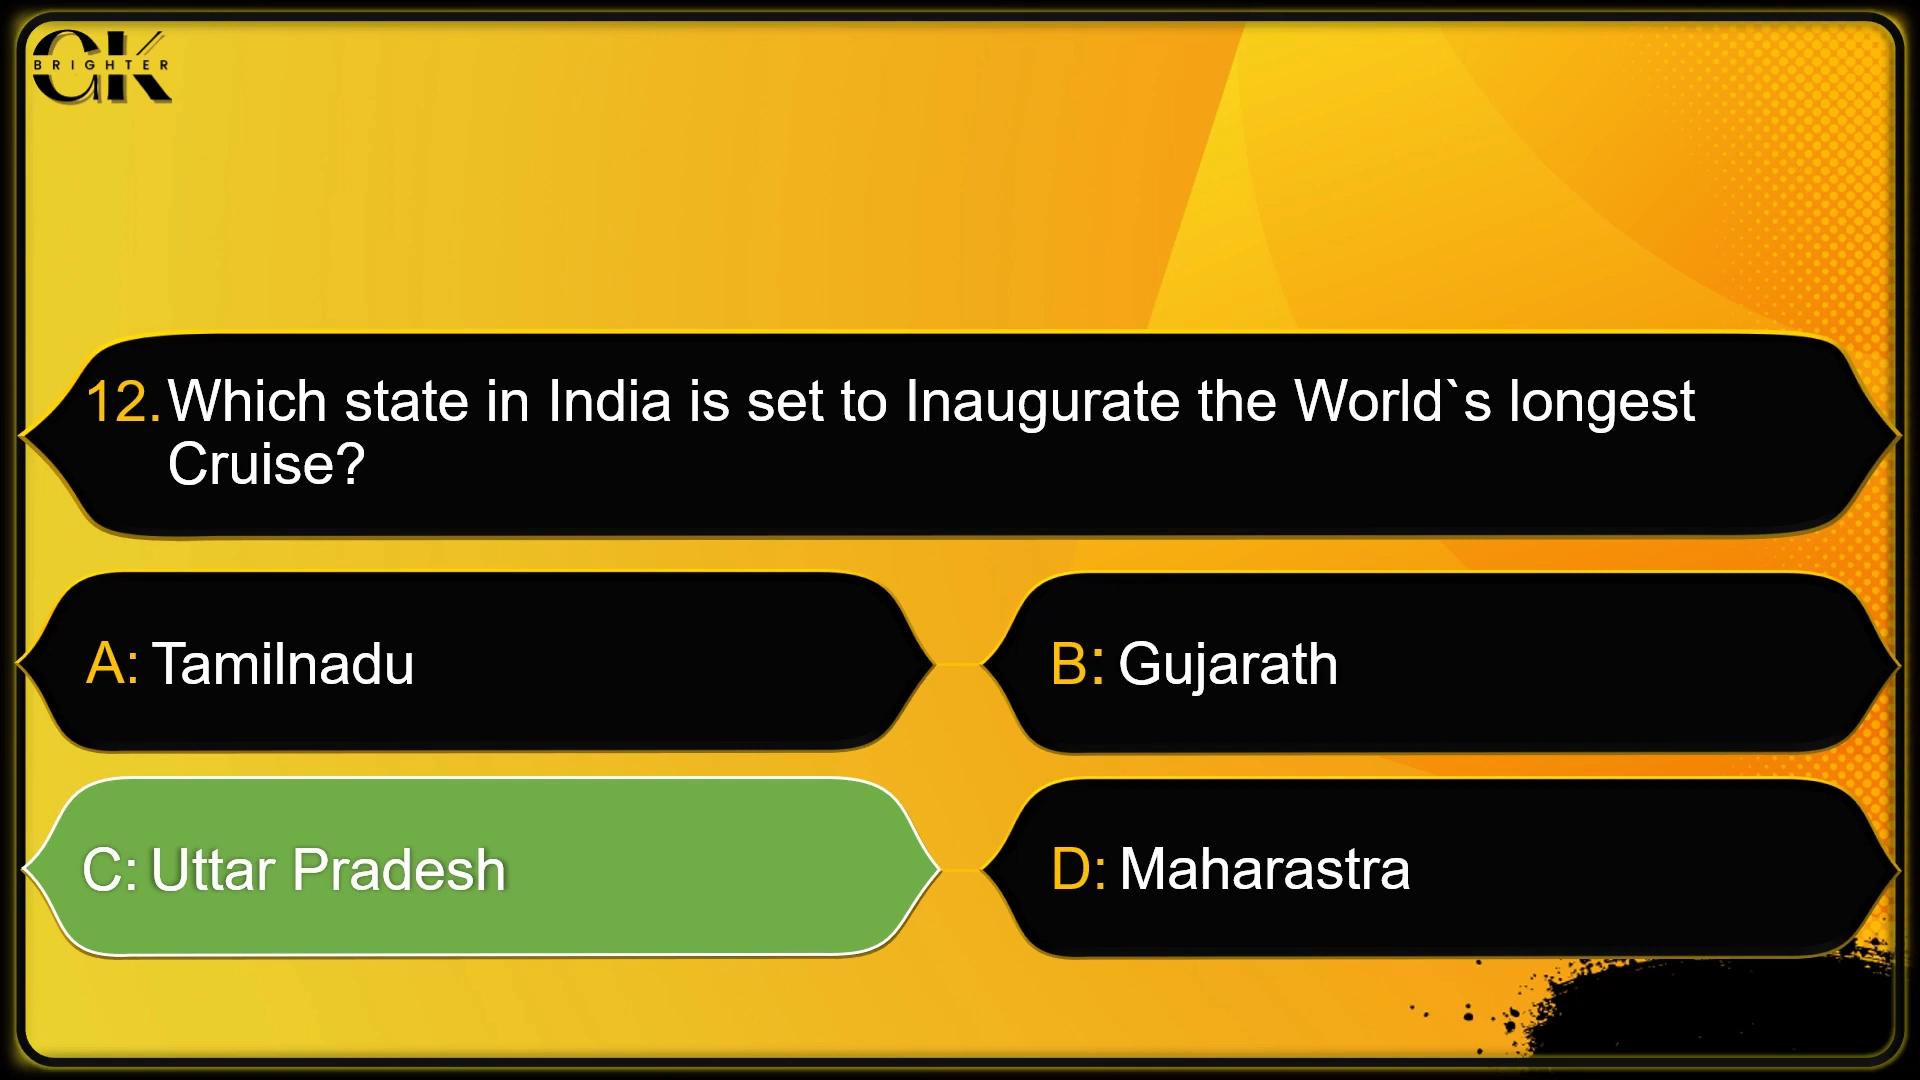 GK
BRIGHTER
12. Which state in India is set to Inaugurate the World`s longest
Cruise?
A: Tamilnadu
B: Gujarath
C: Uttar Pradesh
D: Maharastra